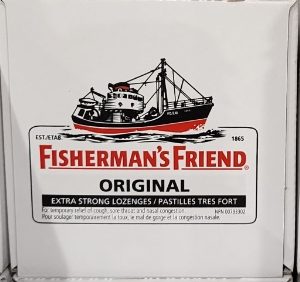 EST./ETAB 1865
FISHERMAN'S FRIEND®
ORIGINAL
EXTRA STRONG LOZENGES / PASTILLES TRES FORT
For temporary relief of cough, sore throat and nasal congestion.
Pour soulager temporairement la toux, le mal de gorge et la congestion nasale.